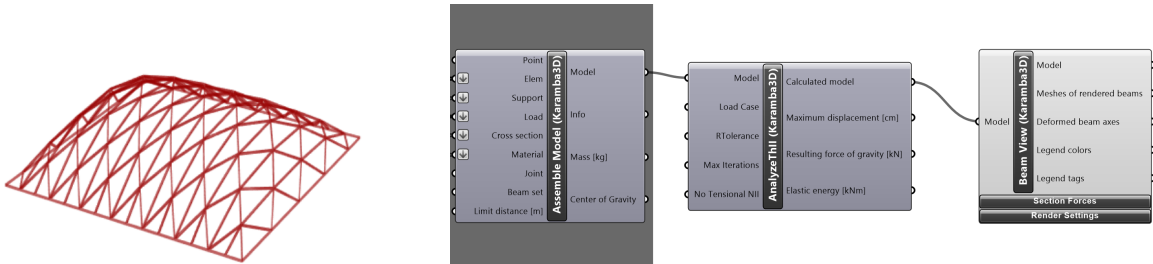 Point
Elem
Support
Load
Cross section
Material
Joint
Beam set
Limit distance [m]
Assemble Model (Karamba3D)
Model
Info
Mass [kg]
Center of Gravity
Model
Load Case
RTolerance
Max Iterations
No Tensional NII
AnalyzeThII (Karamba3D)
Calculated model
Maximum displacement [cm]
Resulting force of gravity [kN]
Elastic energy [kNm]
Model
Beam View (Karamba3D)
Model
Meshes of rendered beams
Deformed beam axes
Legend colors
Legend tags
Section Forces
Render Settings